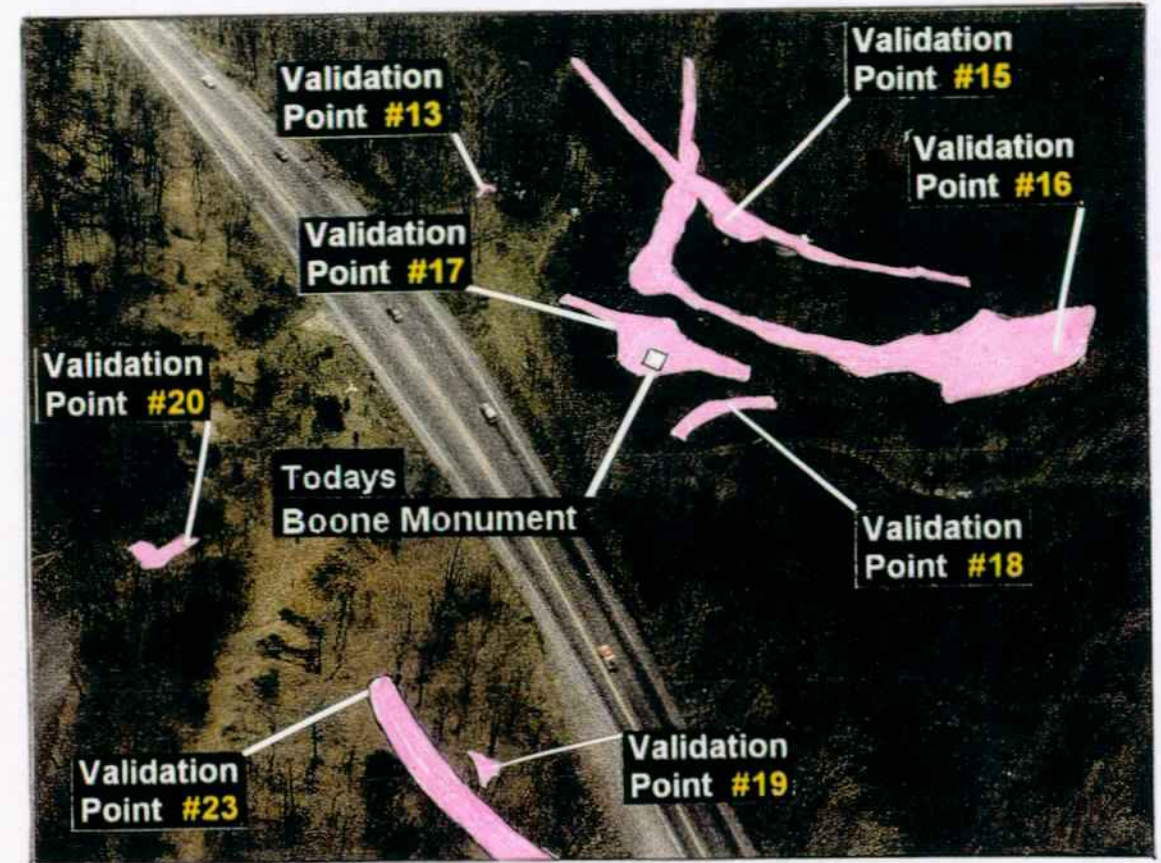 Validation
Point #15
Validation
Point #13
Validation
Point #16
Validation
Point #17
Validation
Point #20
Todays
Boone Monument
Validation
Point #18
Validation
Point #19
Validation
Point #23